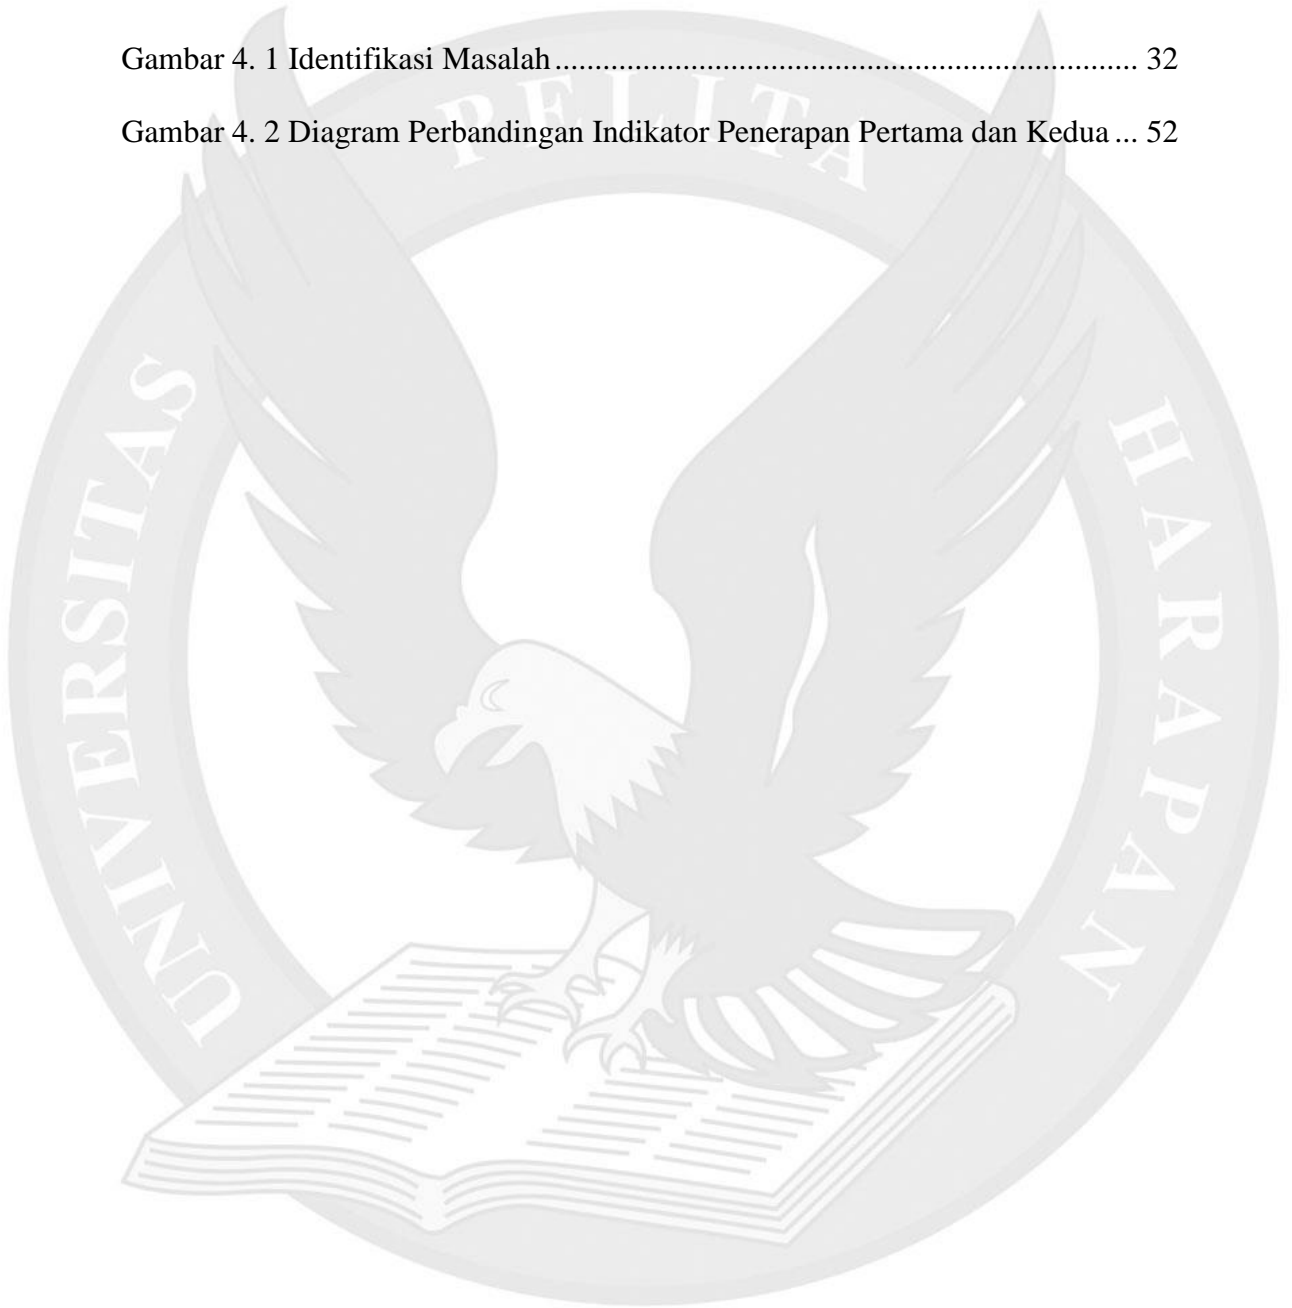 Gambar 4. 1 Identifikasi Masalah.......................................................................... 32
Gambar 4. 2 Diagram Perbandingan Indikator Penerapan Pertama dan Kedua ... 52
UNIVERSITAS PELITA HARAPAN